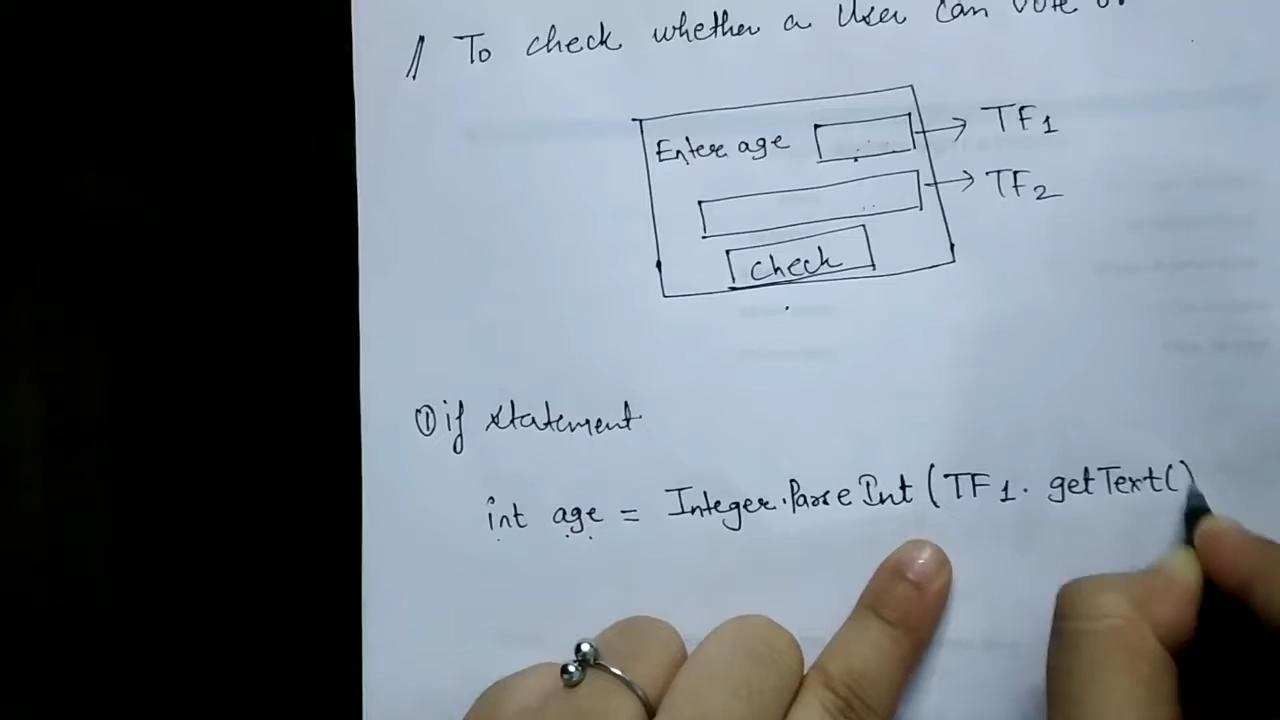 // To check whether a User can vote or
Enter age → TF1
→ TF2
check
① if statement
int age = Integer.ParseInt (TF1. getText()